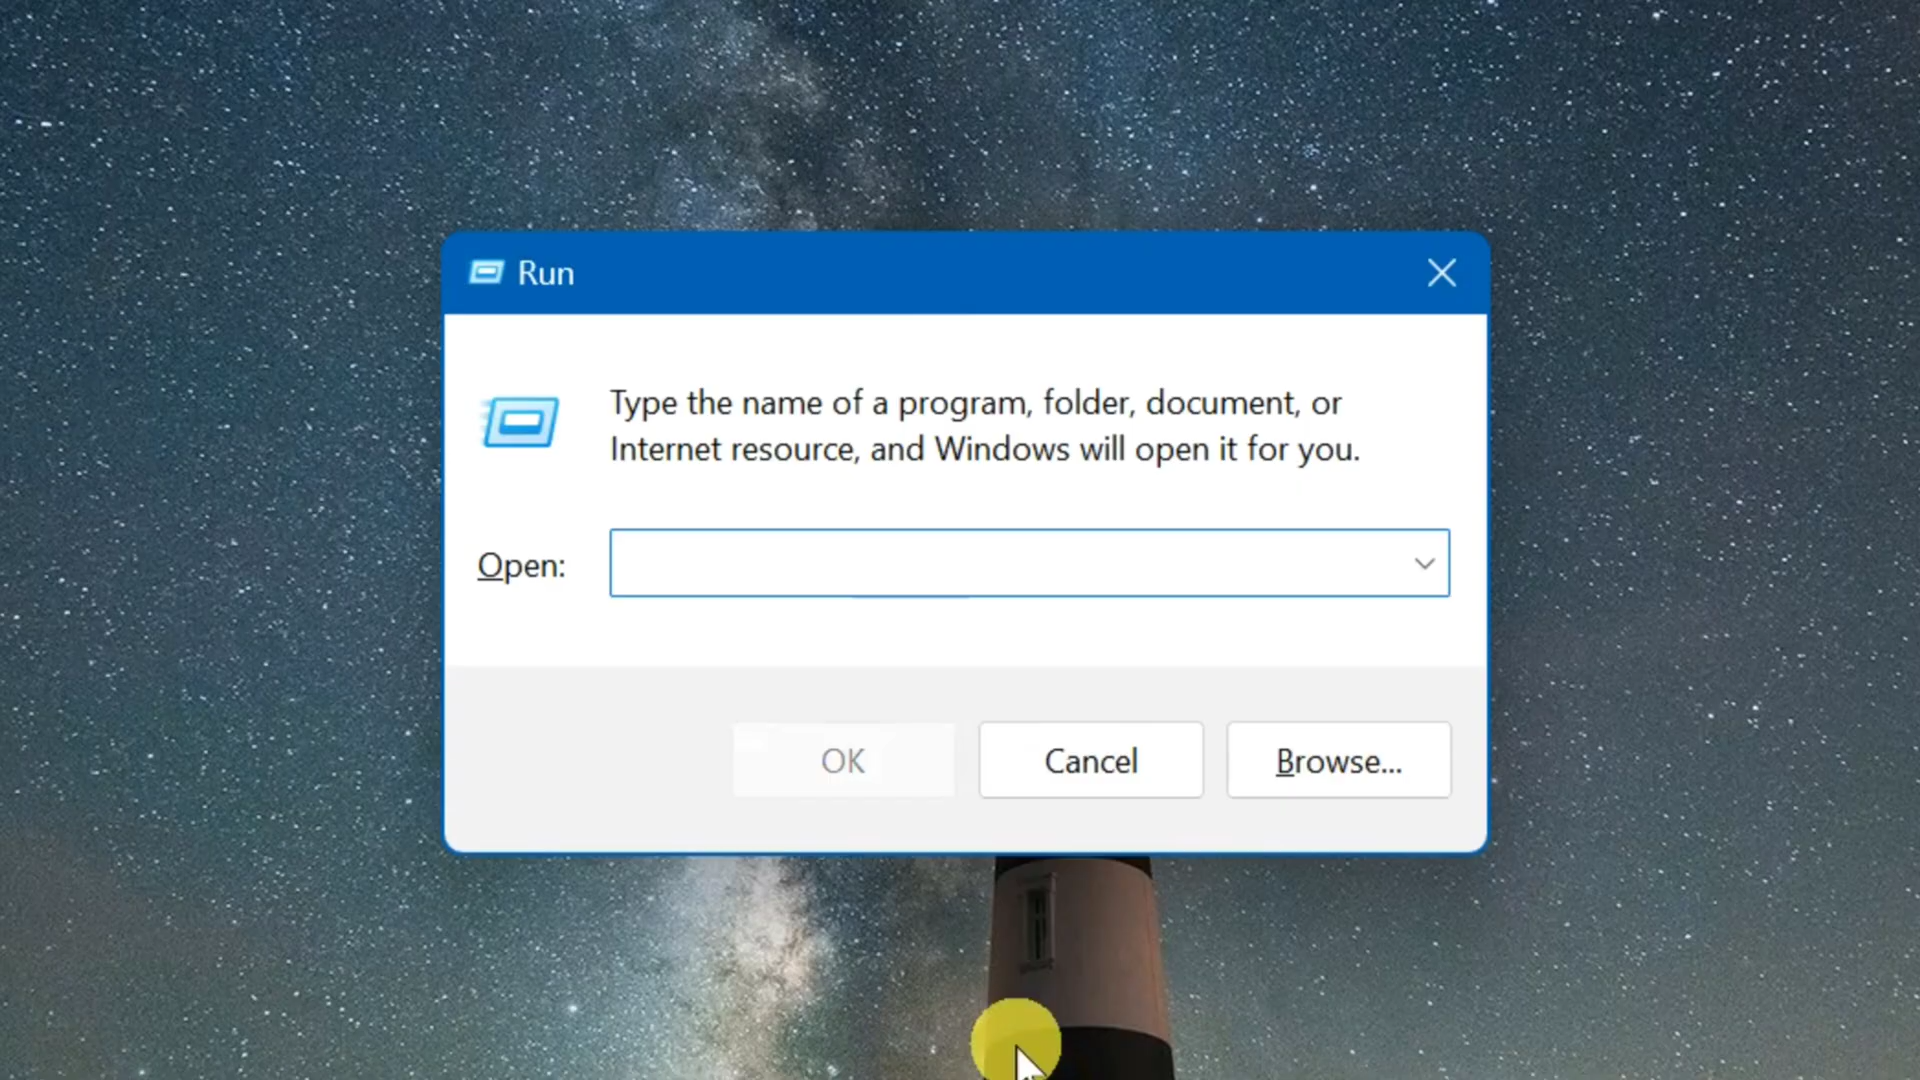 Run
Type the name of a program, folder, document, or
Internet resource, and Windows will open it for you.
Open:
OK
Cancel
Browse...